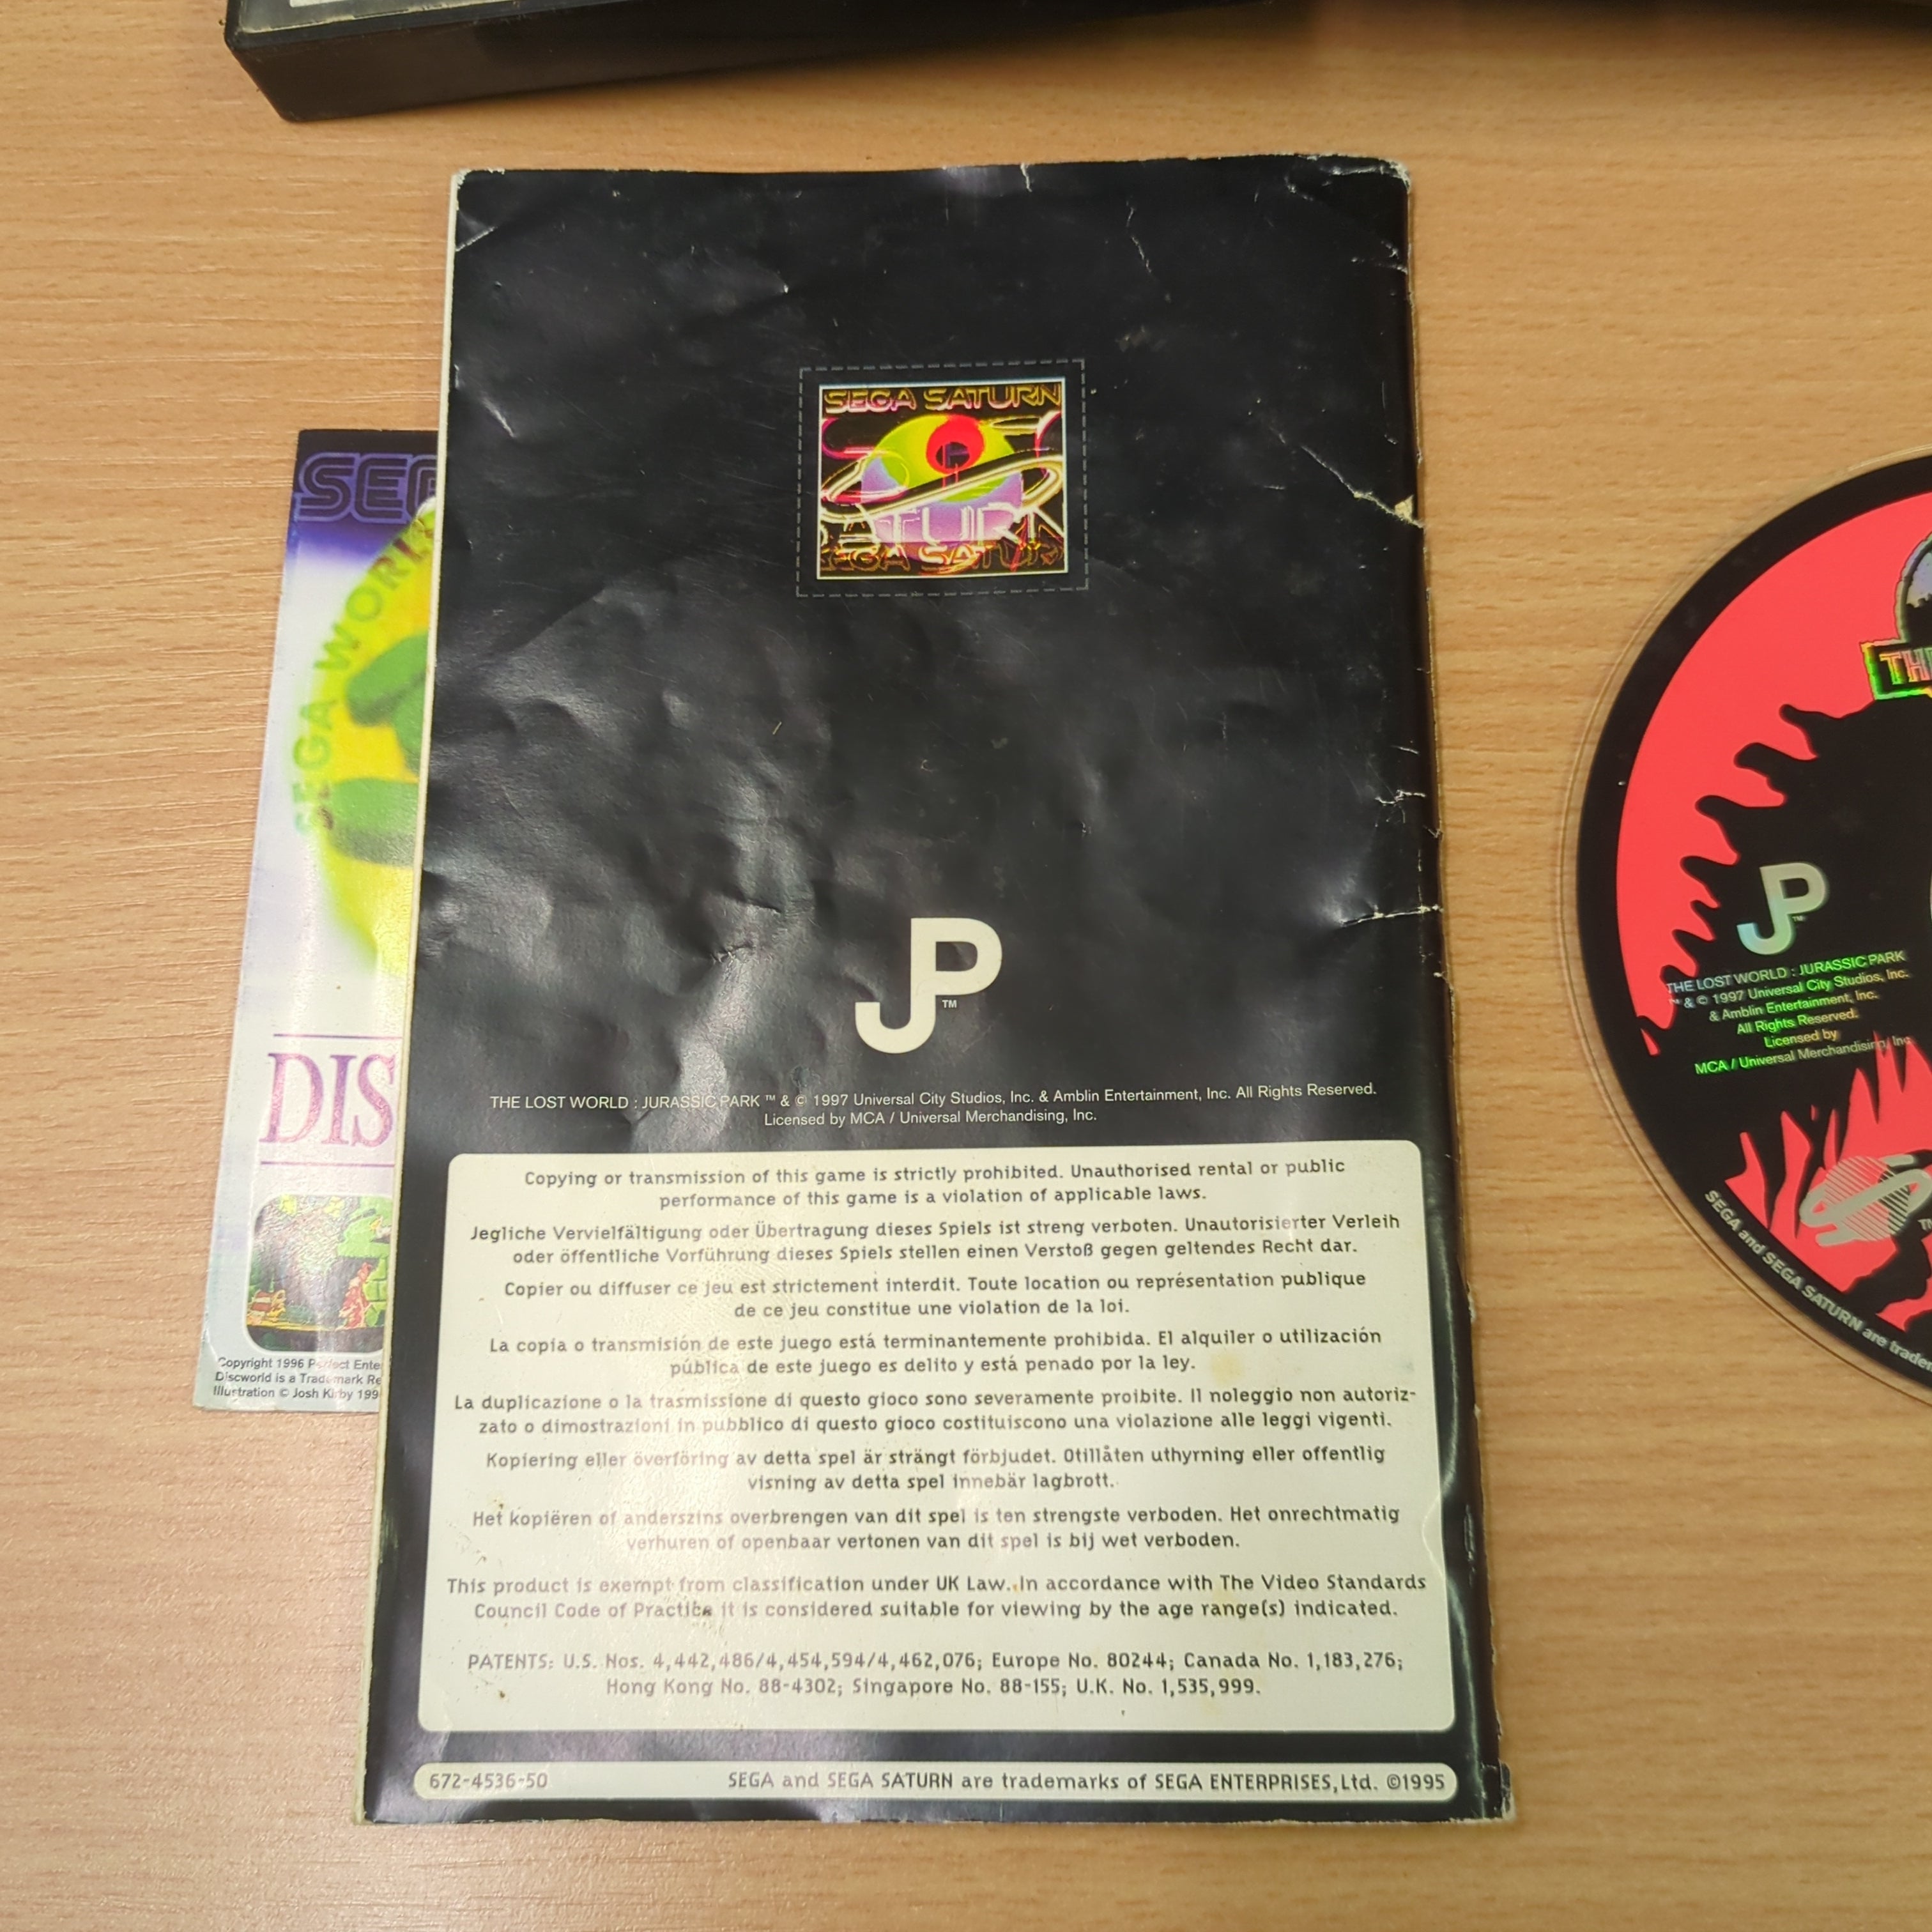 SEGA SATURN
SATURN
SEGA SATURN
JP™
THE LOST WORLD : JURASSIC PARK ™ & © 1997 Universal City Studios, Inc. & Amblin Entertainment, Inc. All Rights Reserved.
Licensed by MCA / Universal Merchandising, Inc.
Copying or transmission of this game is strictly prohibited. Unauthorised rental or public
performance of this game is a violation of applicable laws.
Jegliche Vervielfältigung oder Übertragung dieses Spiels ist streng verboten. Unautorisierter Verleih
oder öffentliche Vorführung dieses Spiels stellen einen Verstoß gegen geltendes Recht dar.
Copier ou diffuser ce jeu est strictement interdit. Toute location ou représentation publique
de ce jeu constitue une violation de la loi.
La copia o transmisión de este juego está terminantemente prohibida. El alquiler o utilización
pública de este juego es delito y está penado por la ley.
La duplicazione o la trasmissione di questo gioco sono severamente proibite. Il noleggio non autoriz-
zato o dimostrazioni in pubblico di questo gioco costituiscono una violazione alle leggi vigenti.
Kopiering eller överföring av detta spel är strängt förbjudet. Otillåten uthyrning eller offentlig
visning av detta spel innebär lagbrott.
Het kopiëren of anderszins overbrengen van dit spel is ten strengste verboden. Het onrechtmatig
verhuren of openbaar vertonen van dit spel is bij wet verboden.
This product is exempt from classification under UK Law. In accordance with The Video Standards
Council Code of Practice it is considered suitable for viewing by the age range(s) indicated.
PATENTS: U.S. Nos. 4,442,486/4,454,594/4,462,076; Europe No. 80244; Canada No. 1,183,276;
Hong Kong No. 88-4302; Singapore No. 88-155; U.K. No. 1,535,999.
672-4536-50 SEGA and SEGA SATURN are trademarks of SEGA ENTERPRISES,Ltd. ©1995
SEGA WORL
DIS
Copyright 1996 Perfect Ente
Discworld is a Trademark Re
Illustration © Josh Kirby 199
JP™
THE LOST WORLD : JURASSIC PARK
™ & © 1997 Universal City Studios, Inc.
& Amblin Entertainment, Inc.
All Rights Reserved.
Licensed by
MCA / Universal Merchandising, Inc
SEGA and SEGA SATURN are